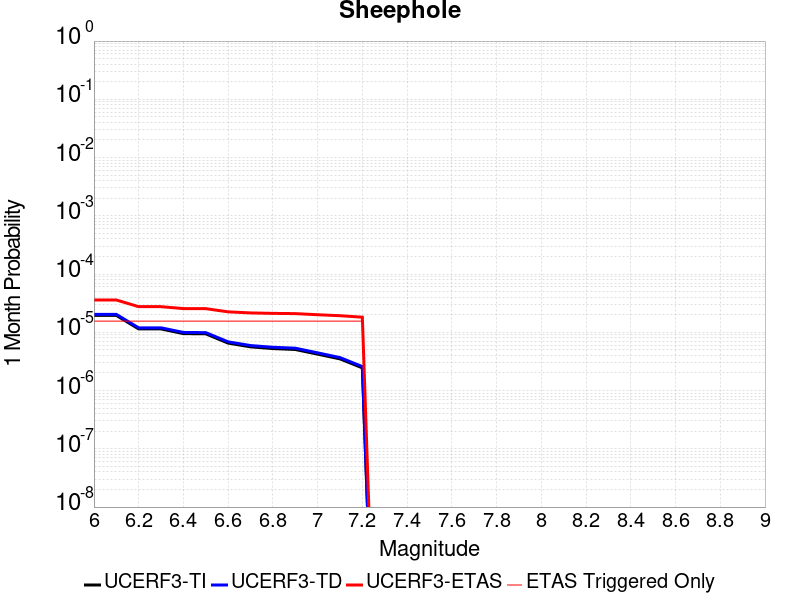 Sheephole
10^0
10^-1
10^-2
10^-3
10^-4
10^-5
10^-6
10^-7
10^-8
1 Month Probability
6 6.2 6.4 6.6 6.8 7 7.2 7.4 7.6 7.8 8 8.2 8.4 8.6 8.8 9
Magnitude
UCERF3-TI UCERF3-TD UCERF3-ETAS ETAS Triggered Only